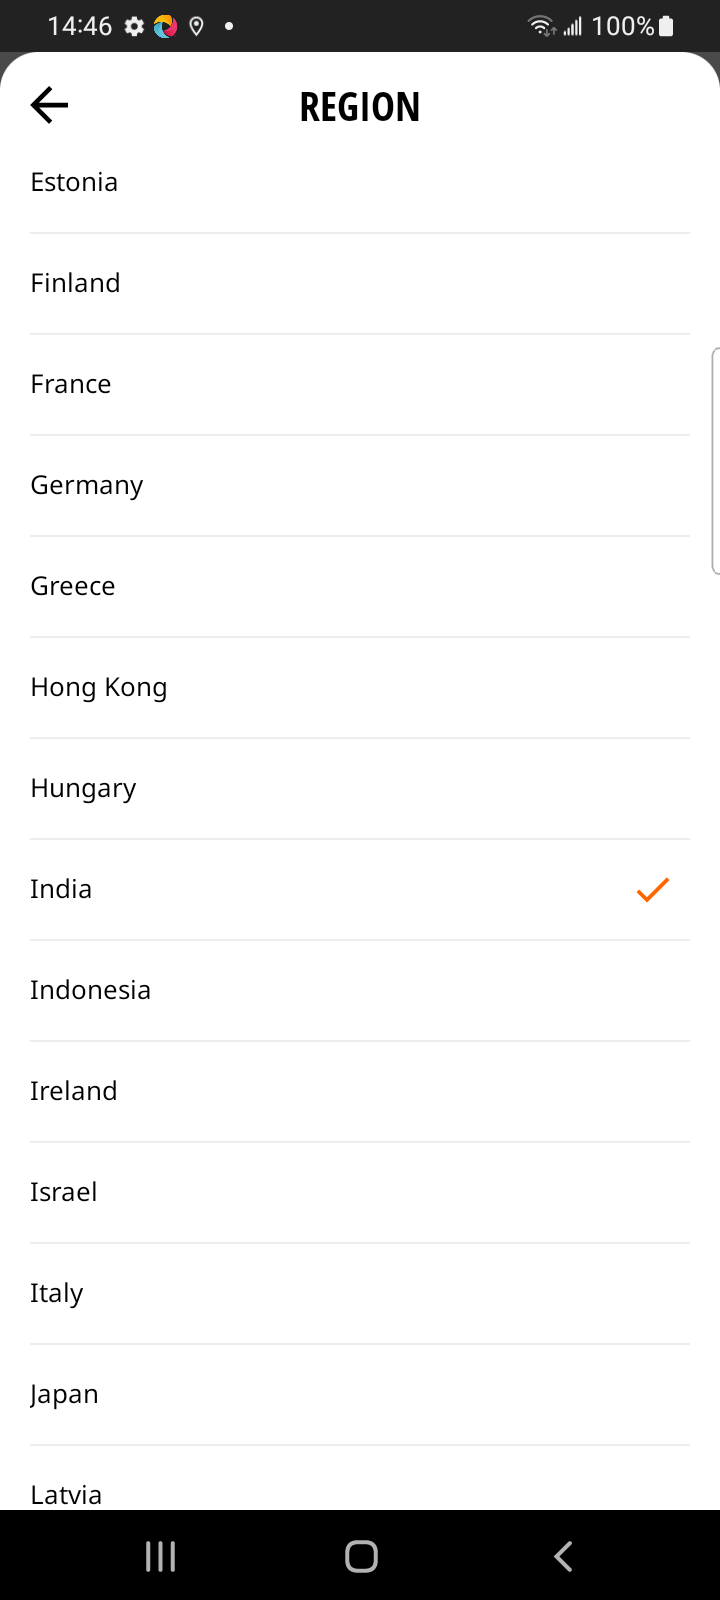 14:46
100%
REGION
Estonia
Finland
France
Germany
Greece
Hong Kong
Hungary
India
Indonesia
Ireland
Israel
Italy
Japan
Latvia